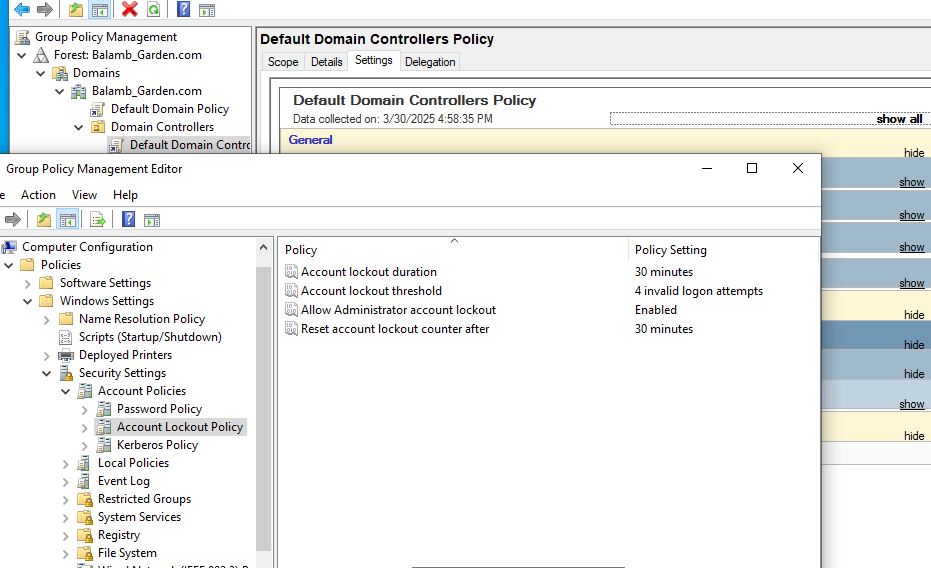 Group Policy Management
Forest: Balamb_Garden.com
Domains
Balamb_Garden.com
Default Domain Policy
Domain Controllers
Default Domain Contro
Default Domain Controllers Policy
Scope Details Settings Delegation
Default Domain Controllers Policy
Data collected on: 3/30/2025 4:58:35 PM show all
General
hide
show
show
show
show
hide
hide
hide
show
hide
Group Policy Management Editor
e Action View Help
Computer Configuration
Policies
Software Settings
Windows Settings
Name Resolution Policy
Scripts (Startup/Shutdown)
Deployed Printers
Security Settings
Account Policies
Password Policy
Account Lockout Policy
Kerberos Policy
Local Policies
Event Log
Restricted Groups
System Services
Registry
File System
Policy Policy Setting
Account lockout duration 30 minutes
Account lockout threshold 4 invalid logon attempts
Allow Administrator account lockout Enabled
Reset account lockout counter after 30 minutes